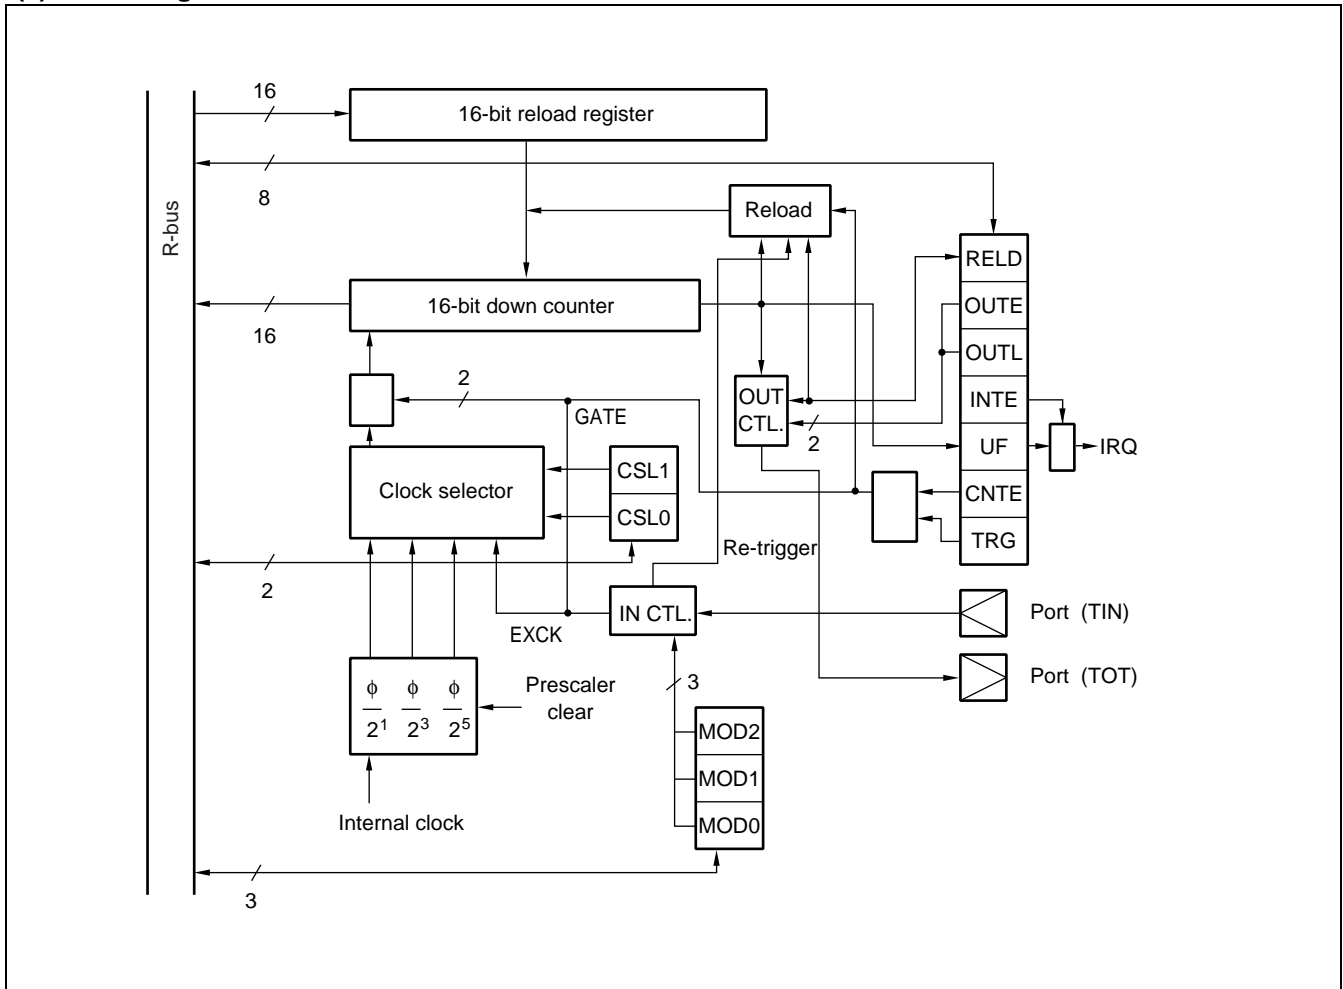 16
16-bit reload register
8
R-bus
Reload
RELD
16-bit down counter
OUTE
16
OUTL
2
OUT
CTL.
INTE
GATE
2
UF
IRQ
CSL1
Clock selector
CNTE
CSL0
TRG
Re-trigger
2
IN CTL.
Port (TIN)
EXCK
Port (TOT)
3
Prescaler
clear
ϕ ϕ ϕ
2¹ 2³ 2⁵
MOD2
MOD1
Internal clock
MOD0
3